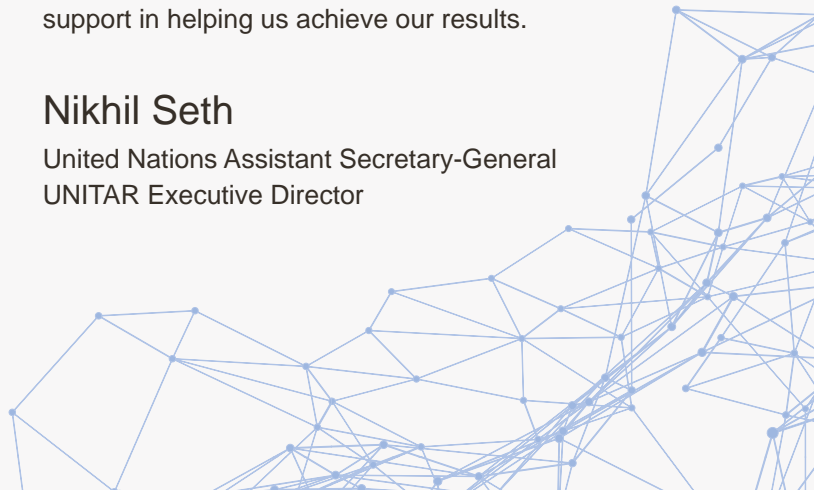 support in helping us achieve our results.
Nikhil Seth
United Nations Assistant Secretary-General
UNITAR Executive Director